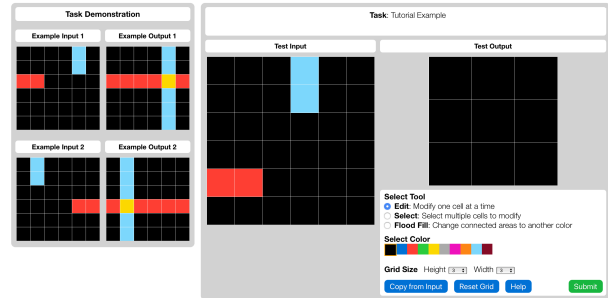 Task Demonstration
Example Input 1
Example Output 1
Example Input 2
Example Output 2
Task: Tutorial Example
Test Input
Test Output
Select Tool
Edit: Modify one cell at a time
Select: Select multiple cells to modify
Flood Fill: Change connected areas to another color
Select Color
Grid Size Height 3 Width 3
Copy from Input Reset Grid Help Submit